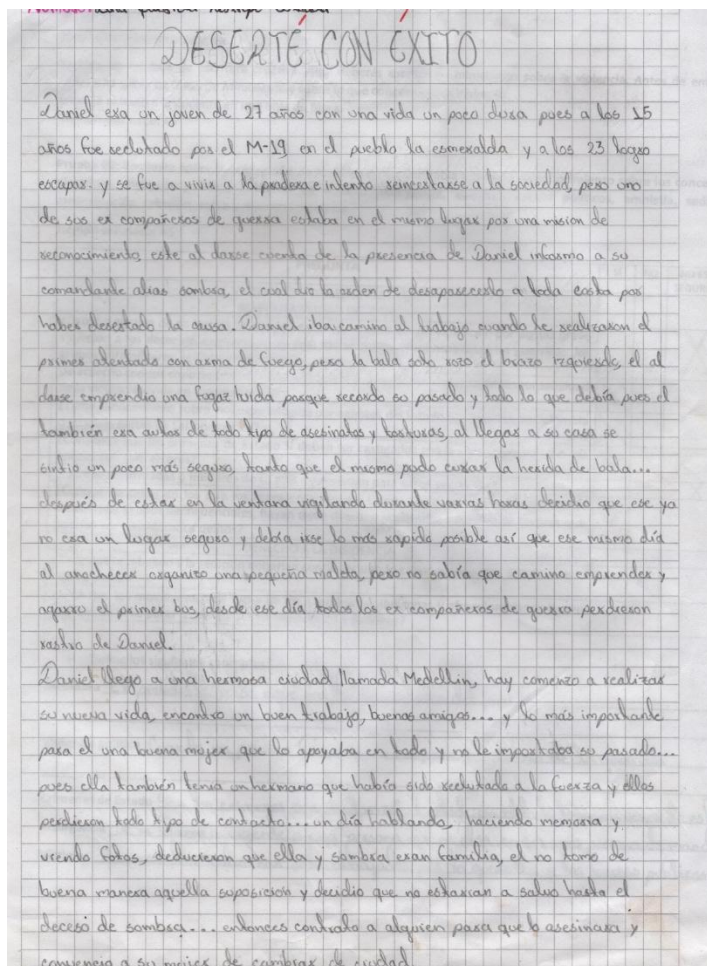 DESERTÉ CON EXITO
Daniel era un joven de 27 años con una vida un poco dura pues a los 15
años fue reclutado por el M-19 en el pueblo la esmeralda y a los 23 logro
escapar. y se fue a vivir a la pradera e intento reincertarse a la sociedad, pero uno
de sus ex compañeros de guerra estaba en el mismo lugar por una mision de
reconocimiento, este al darse cuenta de la presencia de Daniel informo a su
comandante alias sombra, el cual dio la orden de desaparecerlo a toda costa por
haber desertado la causa. Daniel iba camino al trabajo cuando le realizaron el
primer atentado con arma de fuego, pero la bala solo rozo el brazo izquierdo, el al
darse emprendio una fugaz huida porque recordo su pasado y todo lo que debía pues el
también era autor de todo tipo de asesinatos y torturas, al llegar a su casa se
sintio un poco más seguro, tanto que el mismo pudo curar la herida de bala...
después de estar en la ventana vigilando durante varias horas decidio que ese ya
no era un lugar seguro y debía irse lo más rapido posible así que ese mismo día
al anochecer organizo una pequeña maleta, pero no sabía que camino emprender y
agarro el primer bus, desde ese día todos los ex compañeros de guerra perdieron
rastro de Daniel.
Daniel llego a una hermosa ciudad llamada Medellin, hay comenzo a realizar
su nueva vida, encontro un buen trabajo, buenos amigos... y lo más importante
para el una buena mujer que lo apoyaba en todo y no le importaba su pasado...
pues ella también tenia un hermano que había sido reclutado a la fuerza y ellos
perdieron todo tipo de contacto... un día hablando, haciendo memoria y
viendo fotos, deducieron que ella y sombra eran familia, el no tomo de
buena manera aquella suposición y decidio que no estarian a salvo hasta el
deceso de sombra... entonces contrato a alguien para que lo asesinara y
a su mujer de cambiar de ciudad